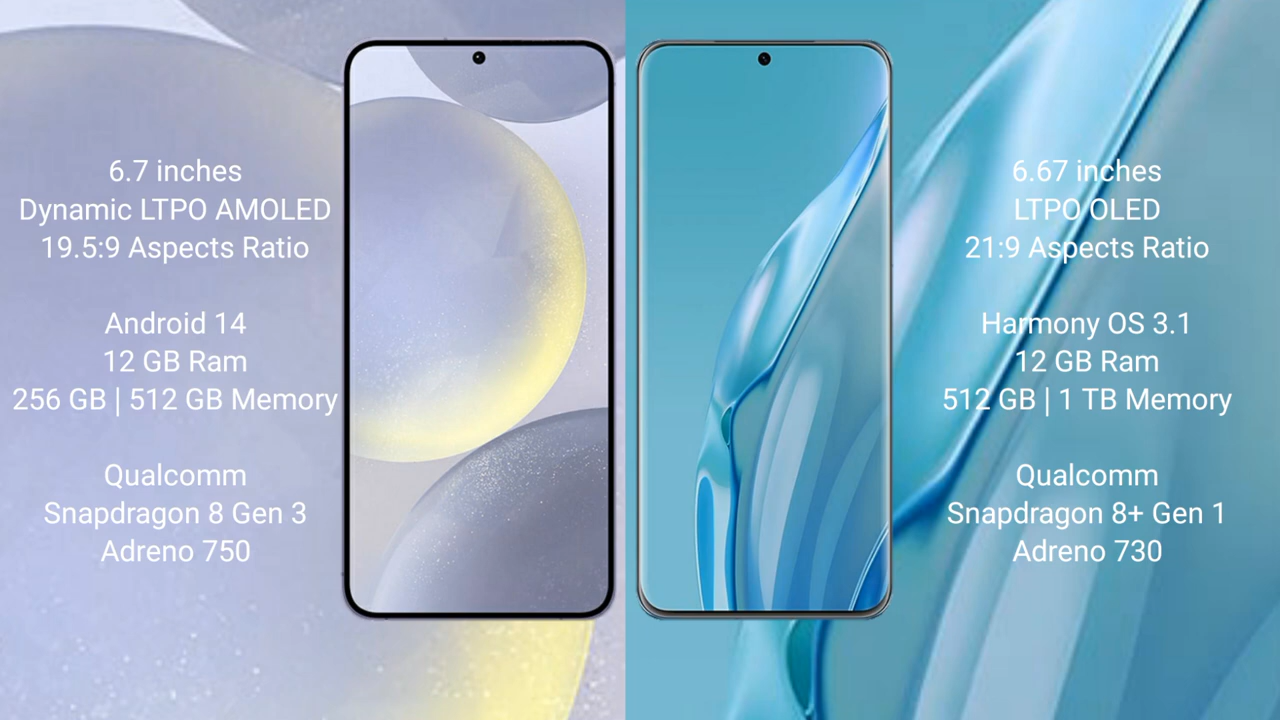 6.7 inches
Dynamic LTPO AMOLED
19.5:9 Aspects Ratio
Android 14
12 GB Ram
256 GB | 512 GB Memory
Qualcomm
Snapdragon 8 Gen 3
Adreno 750
6.67 inches
LTPO OLED
21:9 Aspects Ratio
Harmony OS 3.1
12 GB Ram
512 GB | 1 TB Memory
Qualcomm
Snapdragon 8+ Gen 1
Adreno 730